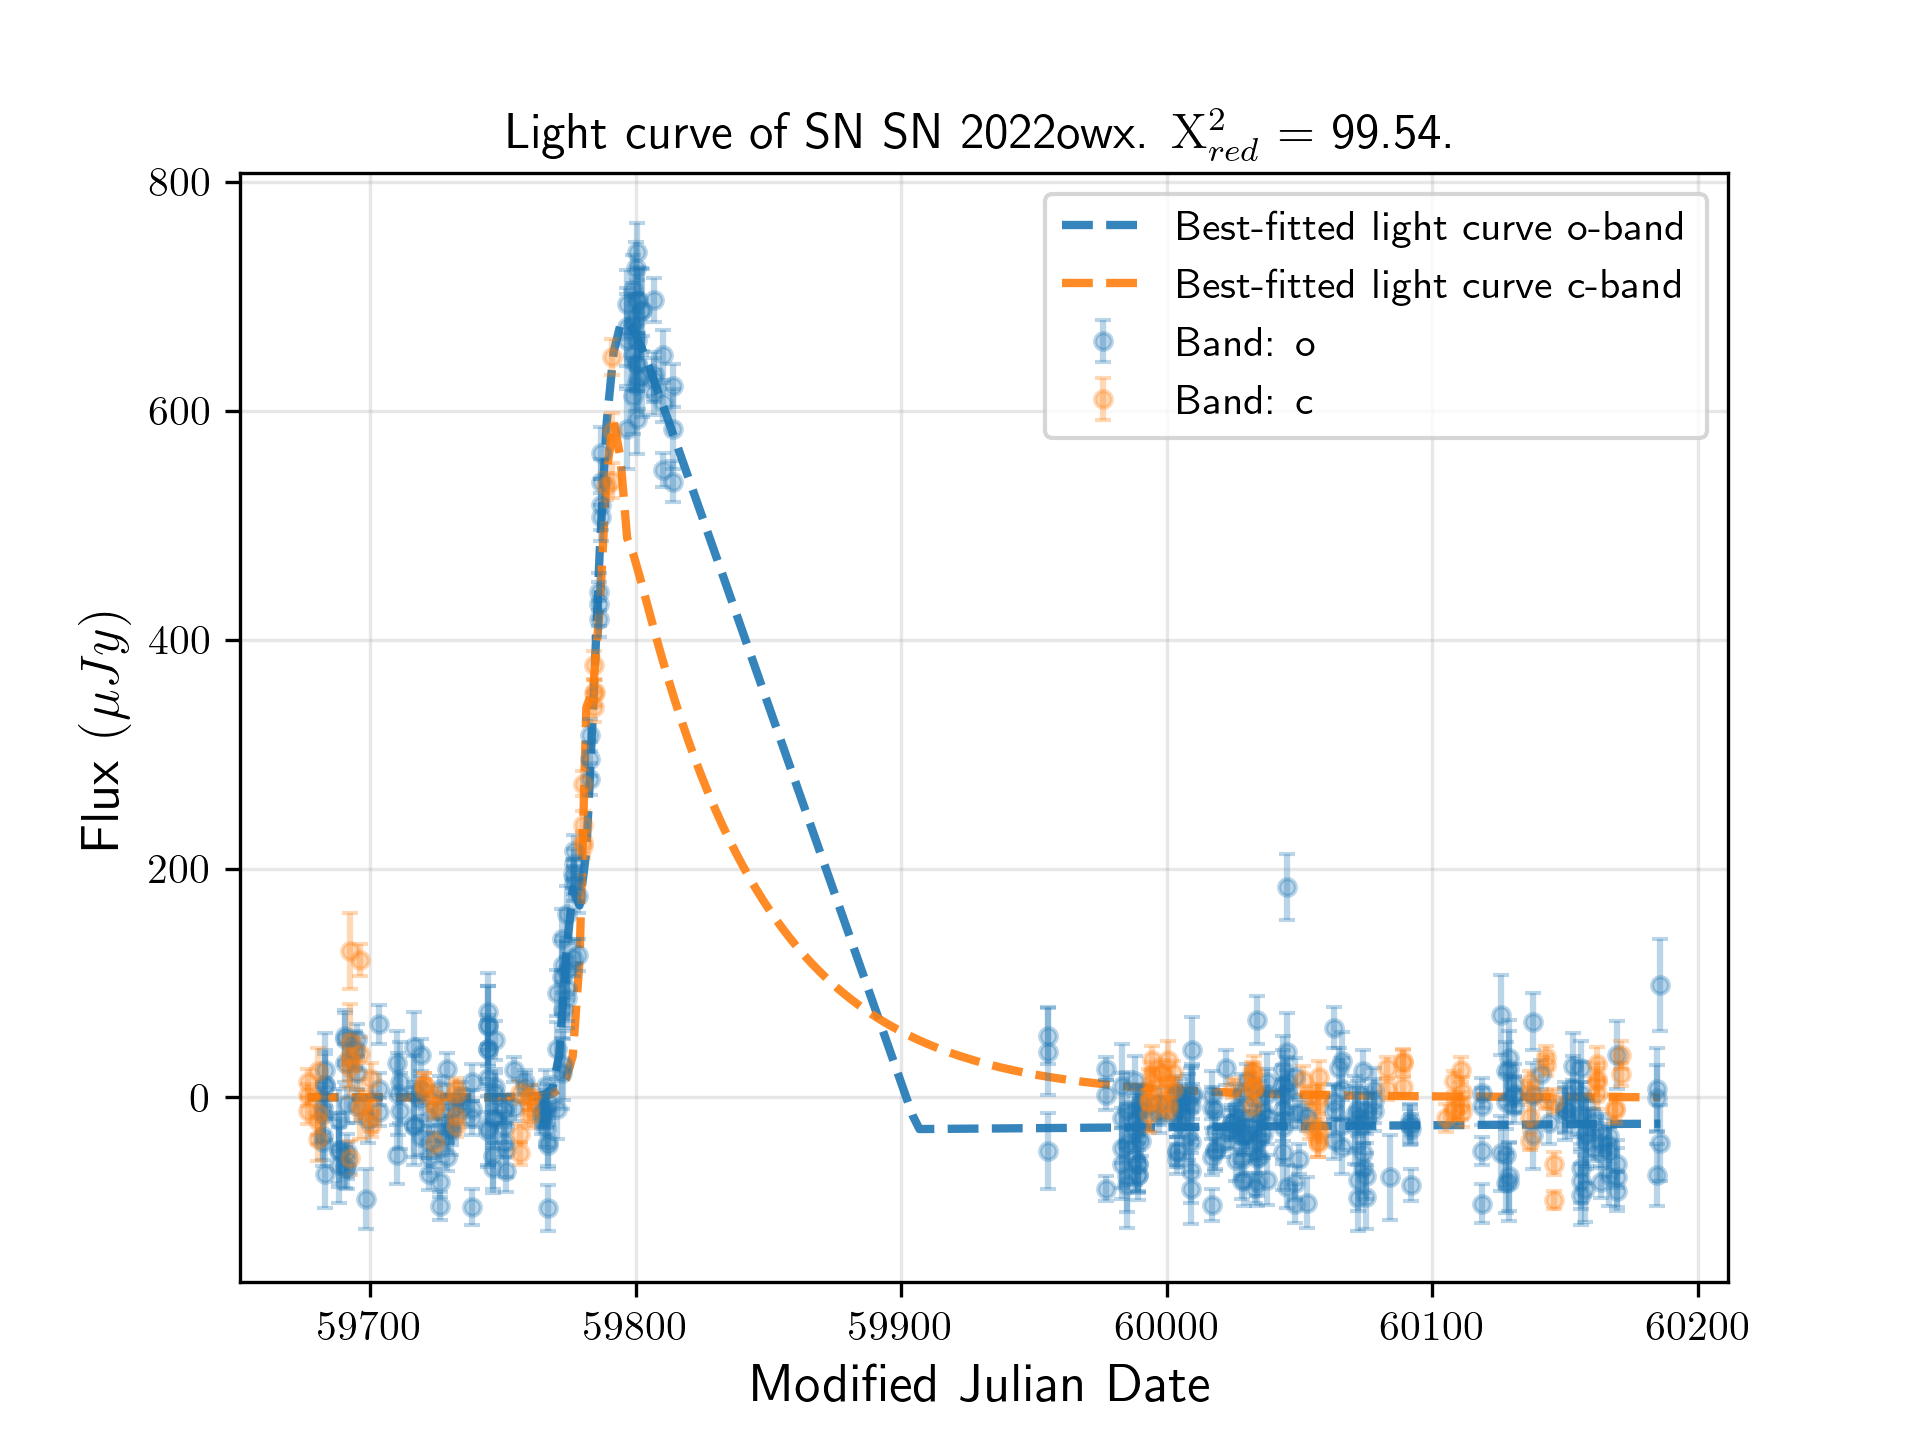 Light curve of SN SN 2022owx. X²_red = 99.54.
800
600
400
200
0
Flux (μJy)
Best-fitted light curve o-band
Best-fitted light curve c-band
Band: o
Band: c
59700 59800 59900 60000 60100 60200
Modified Julian Date